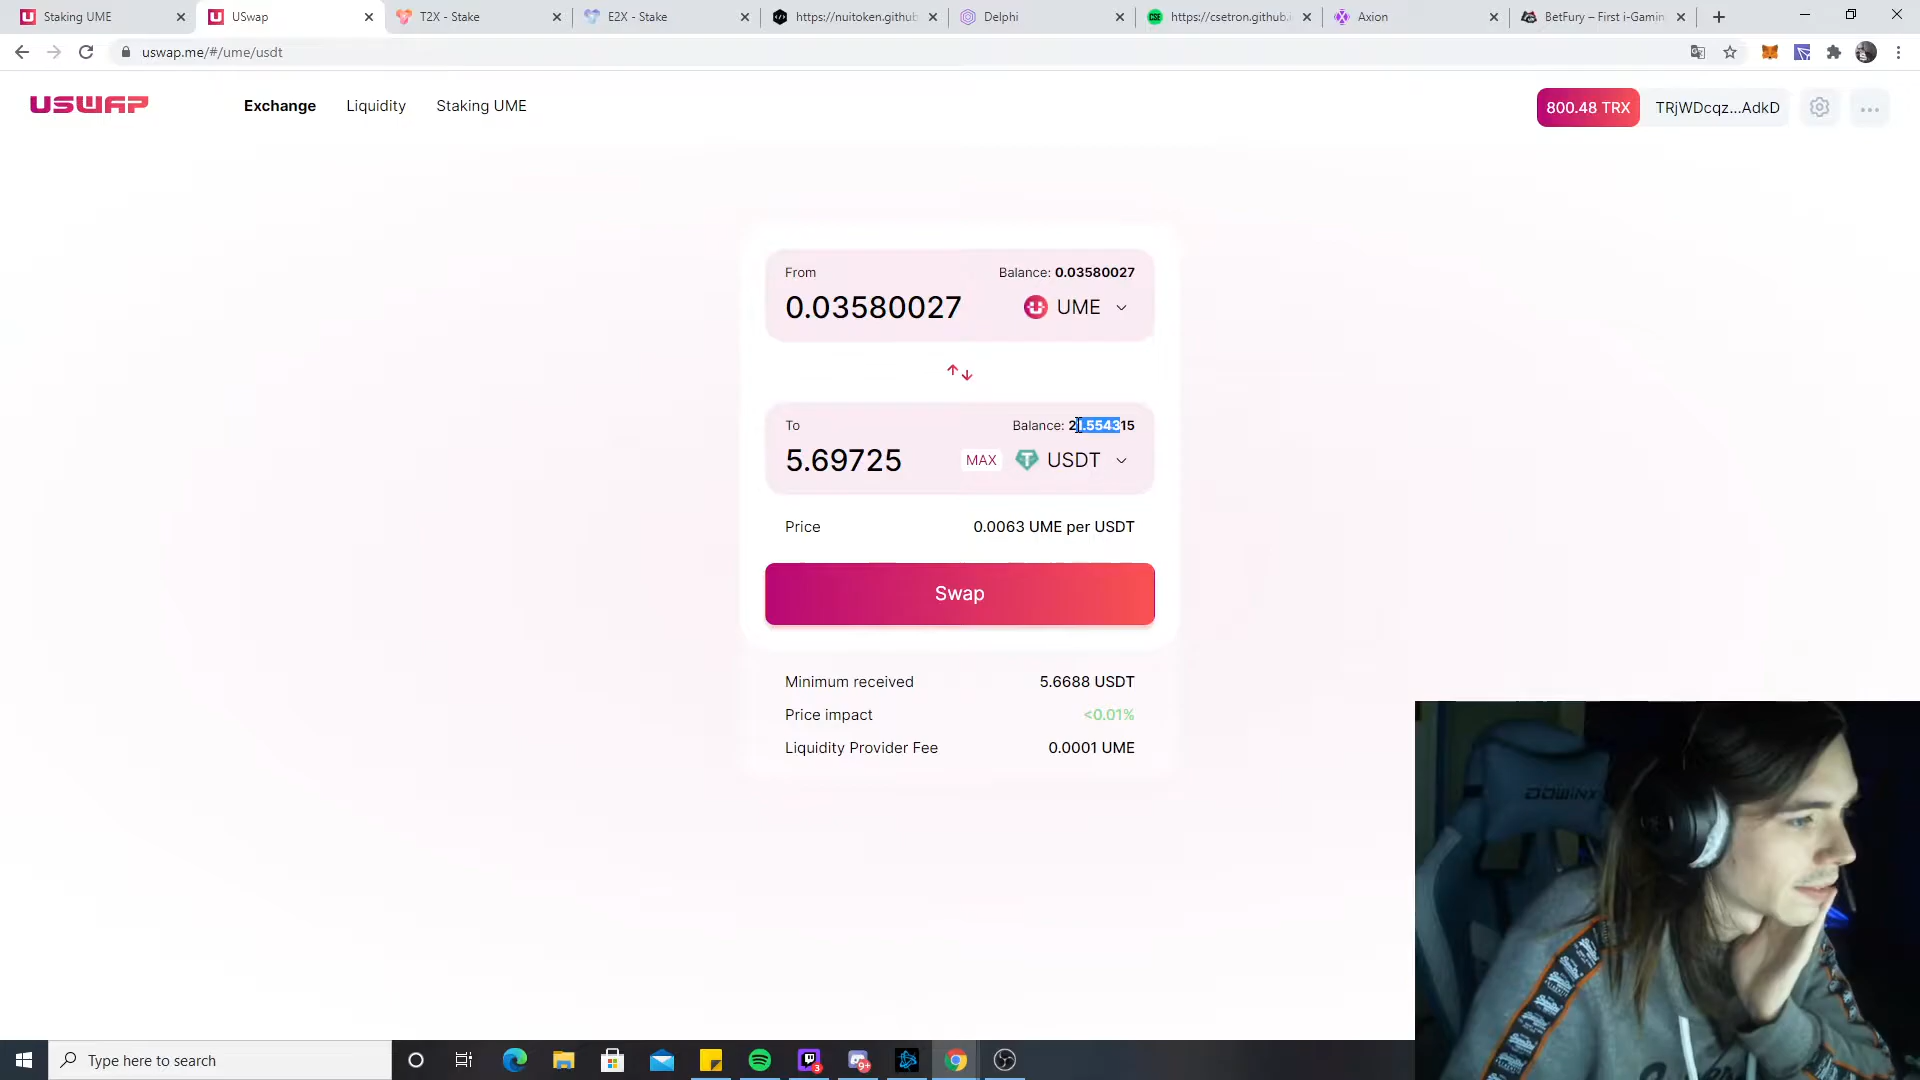 Staking UME
USwap
T2X - Stake
E2X - Stake
https://nuitoken.github
Delphi
https://csetron.github.i
Axion
BetFury – First i-Gamin
uswap.me/#/ume/usdt
USWAP
Exchange
Liquidity
Staking UME
800.48 TRX
TRjWDcqz...AdkD
From
Balance: 0.03580027
0.03580027
UME
To
Balance:
5.69725
MAX
USDT
Price
0.0063 UME per USDT
Swap
Minimum received
5.6688 USDT
Price impact
<0.01%
Liquidity Provider Fee
0.0001 UME
DOWINX
Type here to search
3
9+